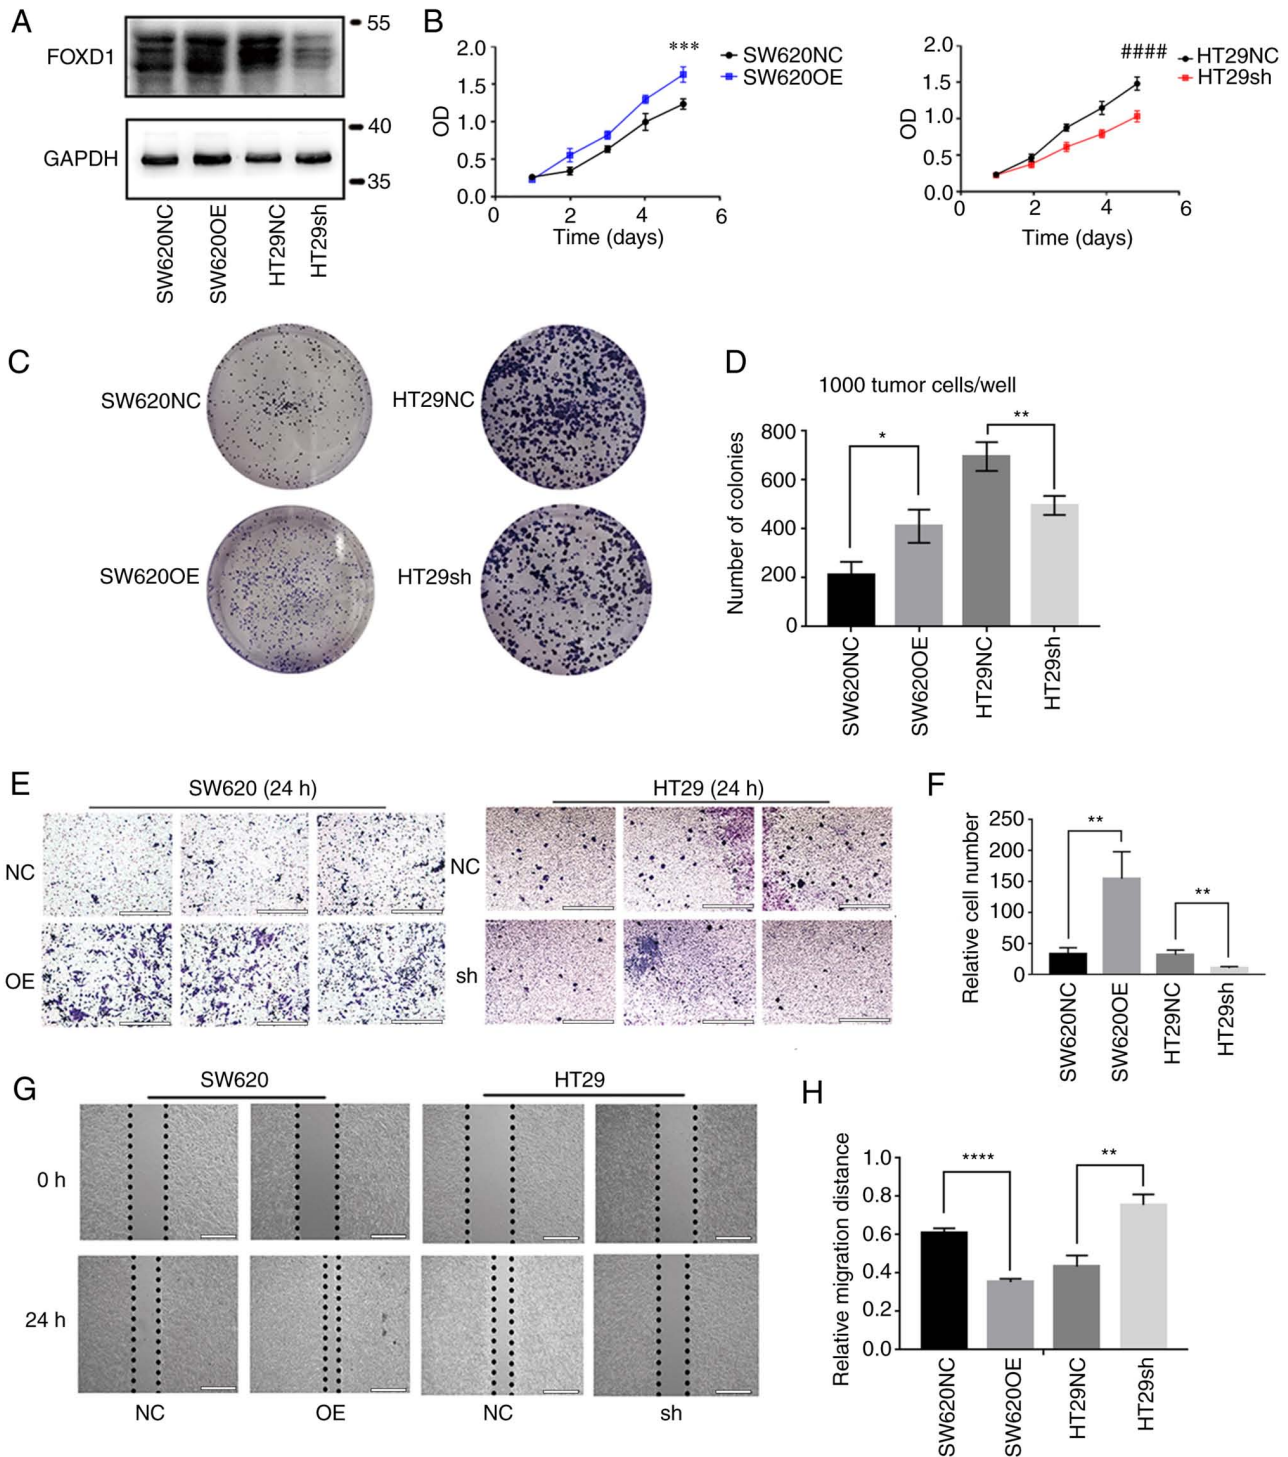 A
FOXD1
55
GAPDH
40
35
SW620NC
SW620OE
HT29NC
HT29sh
B
2.0
1.5
1.0
0.5
0.0
OD
0
2
4
6
Time (days)
***
SW620NC
SW620OE
2.0
1.5
1.0
0.5
0.0
OD
0
2
4
6
Time (days)
####
HT29NC
HT29sh
C
SW620NC
HT29NC
SW620OE
HT29sh
D
1000 tumor cells/well
Number of colonies
800
600
400
200
0
*
**
SW620NC
SW620OE
HT29NC
HT29sh
E
SW620 (24 h)
HT29 (24 h)
NC
NC
OE
sh
F
Relative cell number
250
200
150
100
50
0
**
**
SW620NC
SW620OE
HT29NC
HT29sh
G
SW620
HT29
0 h
24 h
NC
OE
NC
sh
H
Relative migration distance
1.0
0.8
0.6
0.4
0.2
0.0
****
**
SW620NC
SW620OE
HT29NC
HT29sh